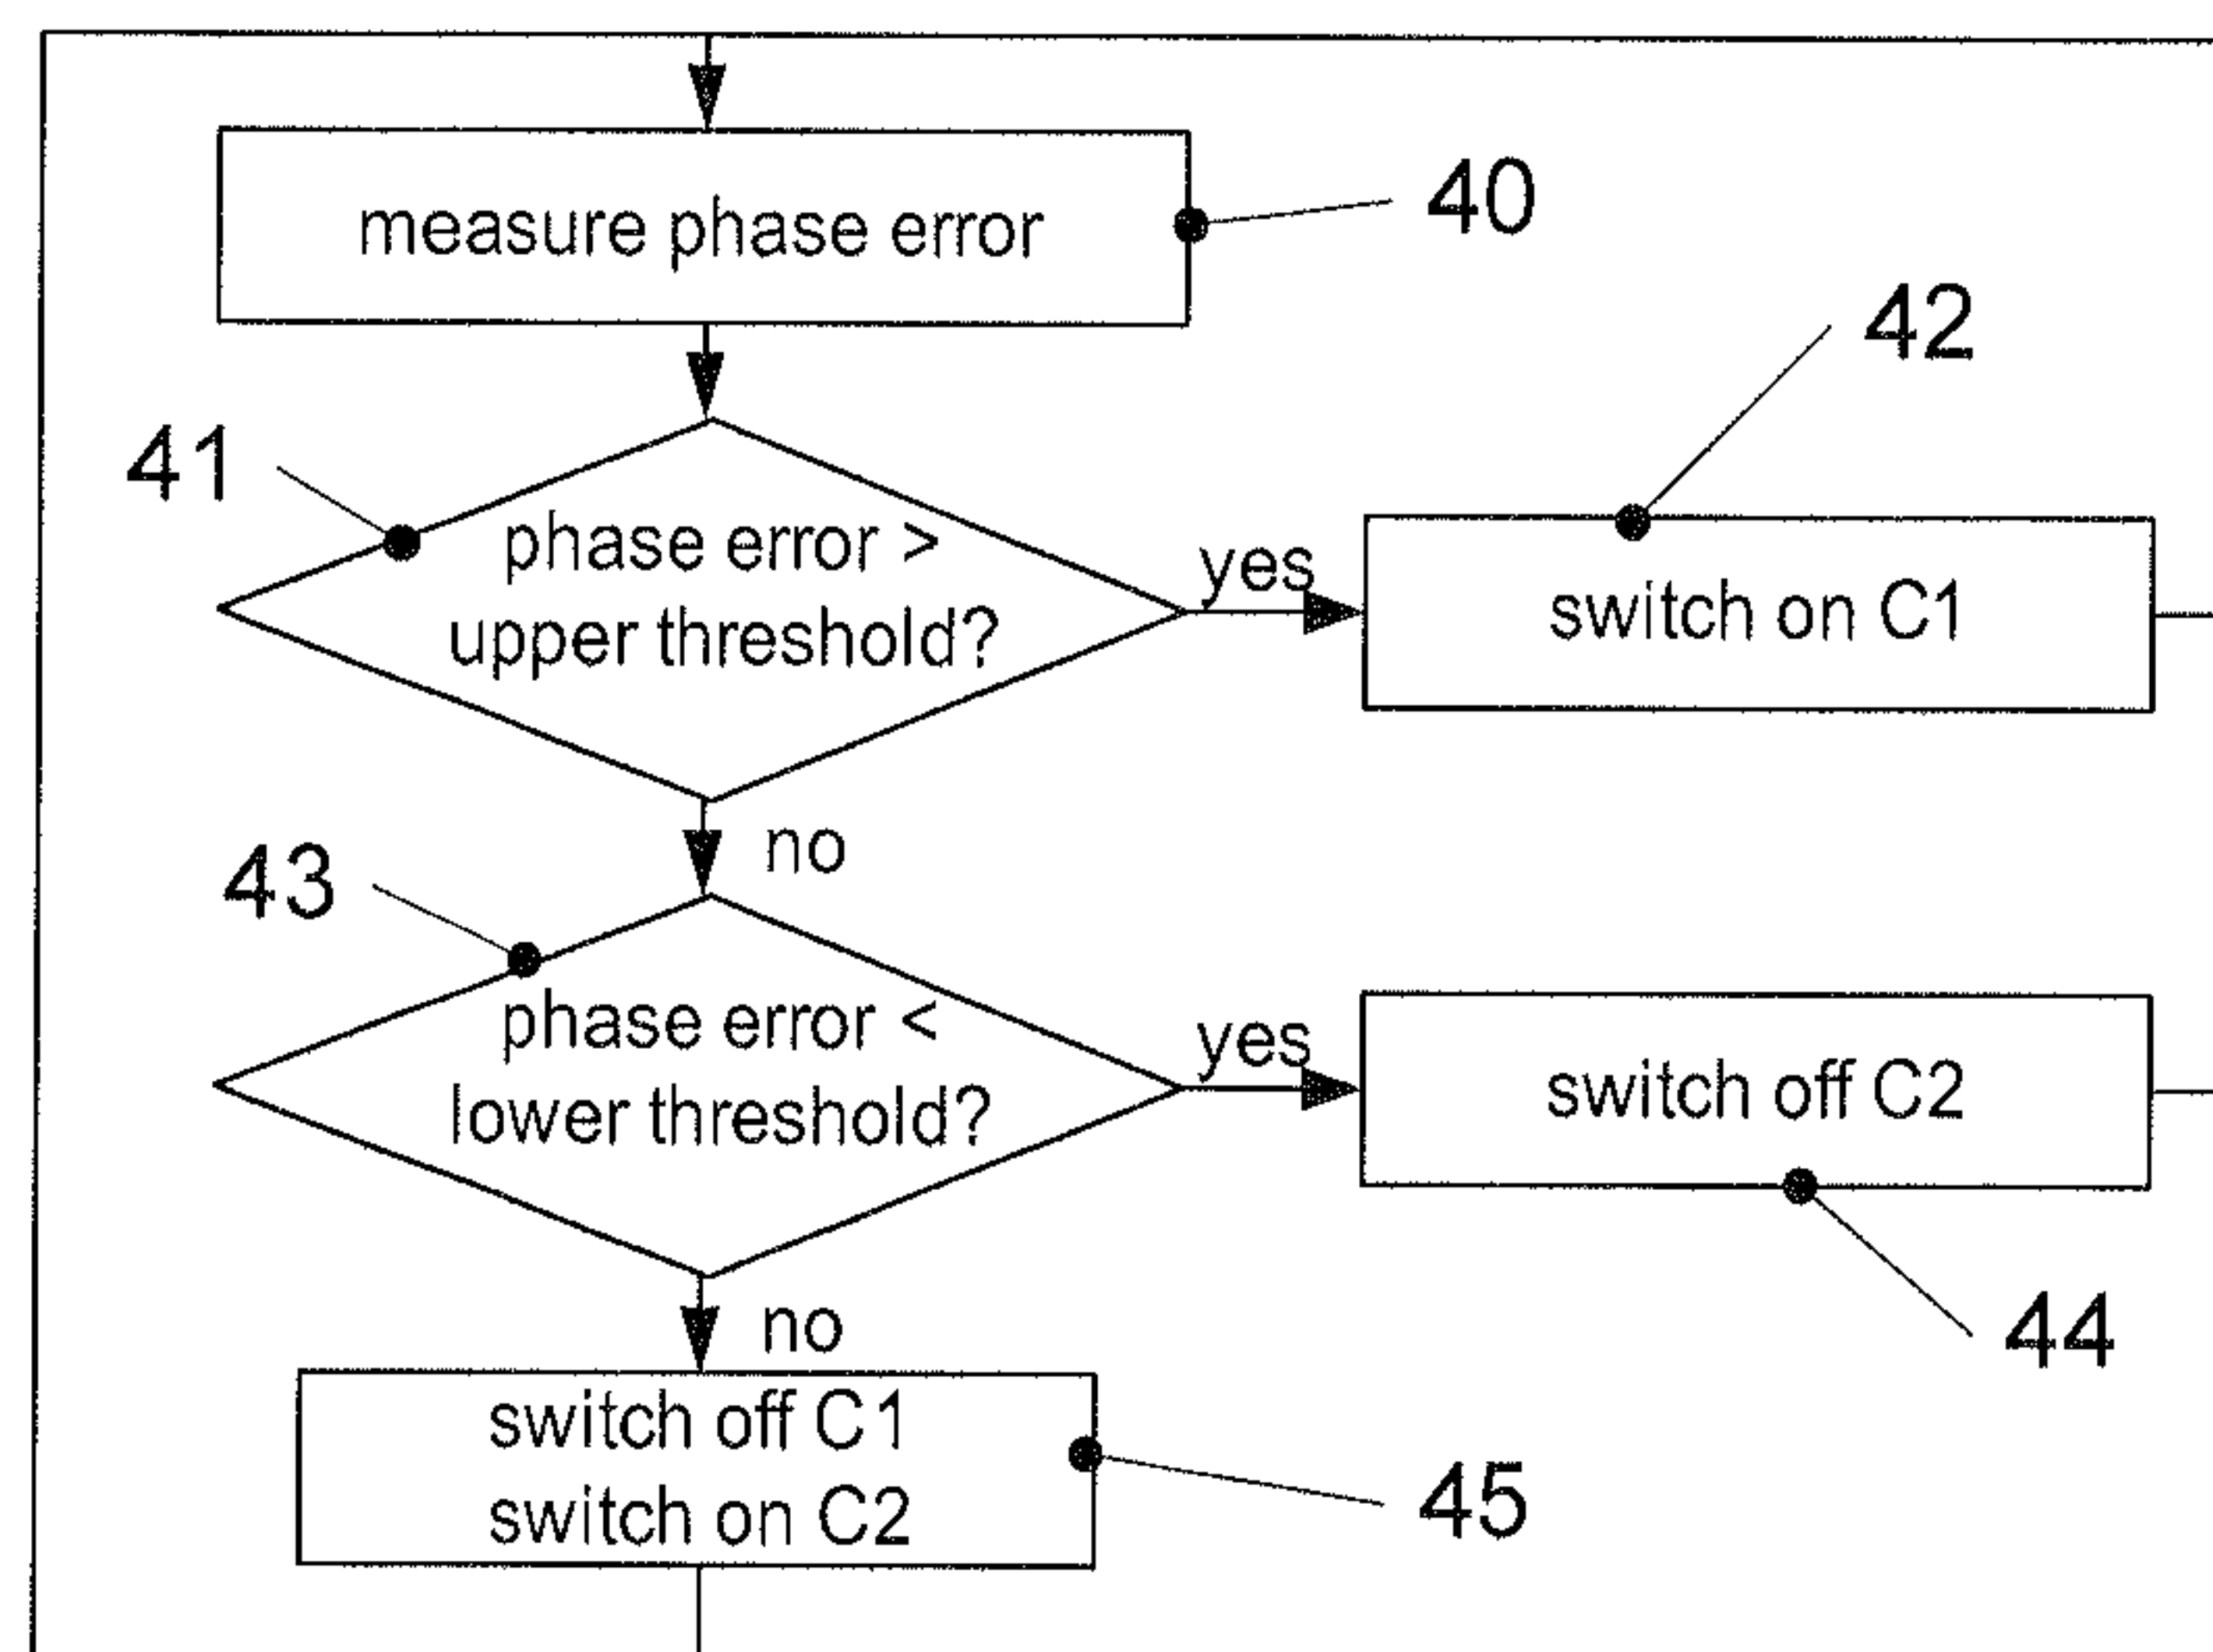 measure phase error
40
42
41
phase error >
upper threshold?
yes
switch on C1
no
43
phase error <
lower threshold?
yes
switch off C2
44
no
switch off C1
switch on C2
45